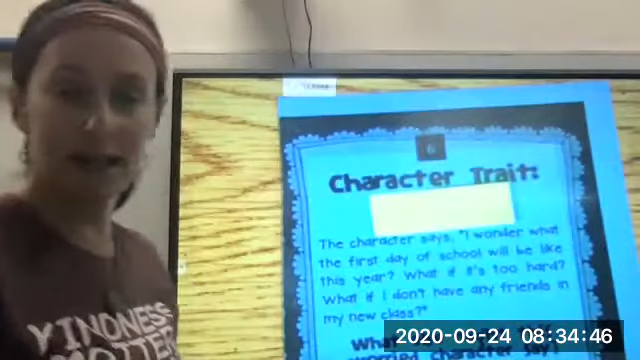 6
Character Trait:
The character says, "I wonder what
the first day of school will be like
this year? What if it's too hard?
What if I don't have any friends in
my new class?"
worried character
KINDNESS
MATTERS
2020-09-24 08:34:46